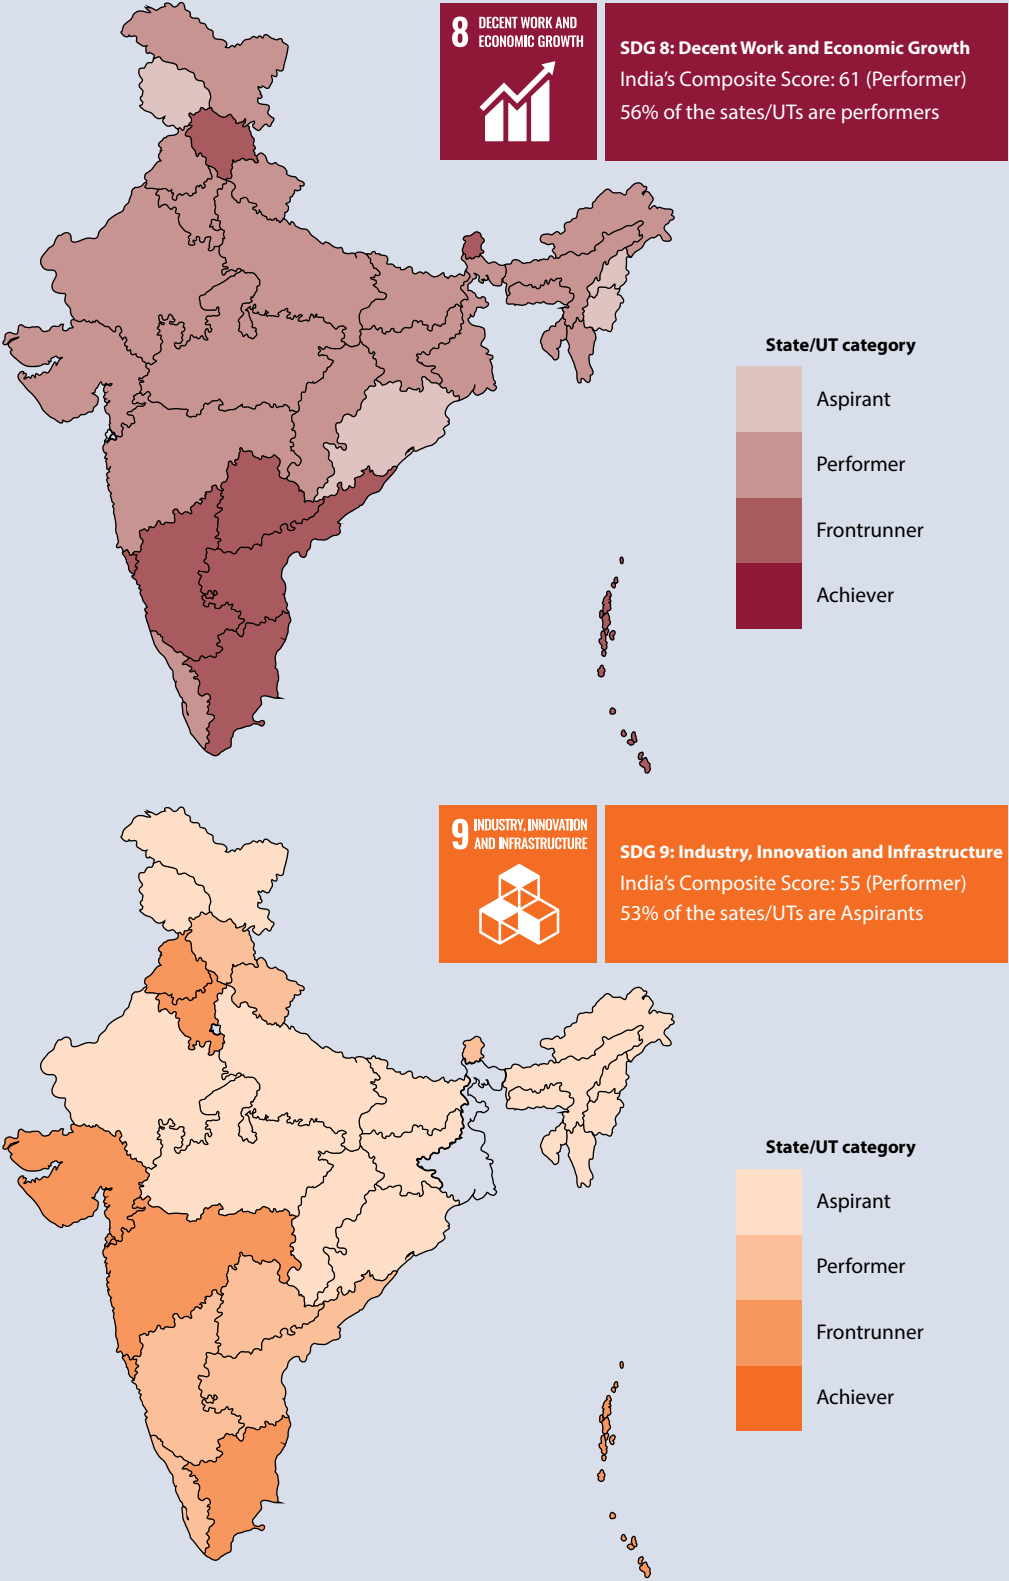 8 DECENT WORK AND
ECONOMIC GROWTH
SDG 8: Decent Work and Economic Growth
India's Composite Score: 61 (Performer)
56% of the sates/UTs are performers
State/UT category
Aspirant
Performer
Frontrunner
Achiever
9 INDUSTRY, INNOVATION
AND INFRASTRUCTURE
SDG 9: Industry, Innovation and Infrastructure
India's Composite Score: 55 (Performer)
53% of the sates/UTs are Aspirants
State/UT category
Aspirant
Performer
Frontrunner
Achiever